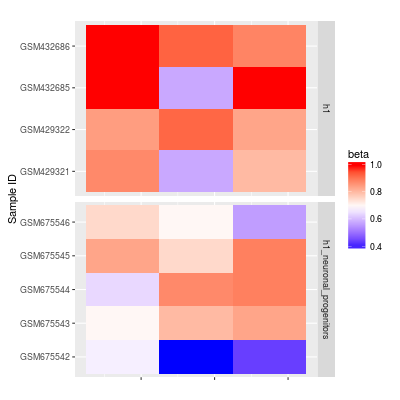 Sample ID
GSM432686
GSM432685
GSM429322
GSM429321
h1
GSM675546
GSM675545
GSM675544
GSM675543
GSM675542
h1_neuronal_progenitors
beta
1.0
0.8
0.6
0.4